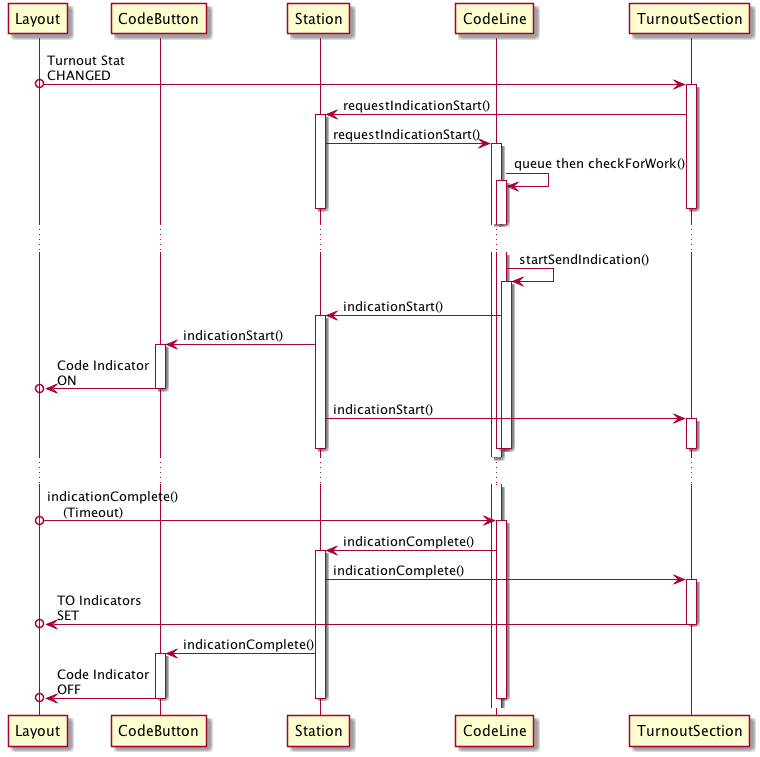 Layout
CodeButton
Station
CodeLine
TurnoutSection
Turnout Stat
CHANGED
requestIndicationStart()
requestIndicationStart()
queue then checkForWork()
startSendIndication()
indicationStart()
indicationStart()
Code Indicator
ON
indicationStart()
indicationComplete()
(Timeout)
indicationComplete()
indicationComplete()
TO Indicators
SET
indicationComplete()
Code Indicator
OFF
Layout
CodeButton
Station
CodeLine
TurnoutSection